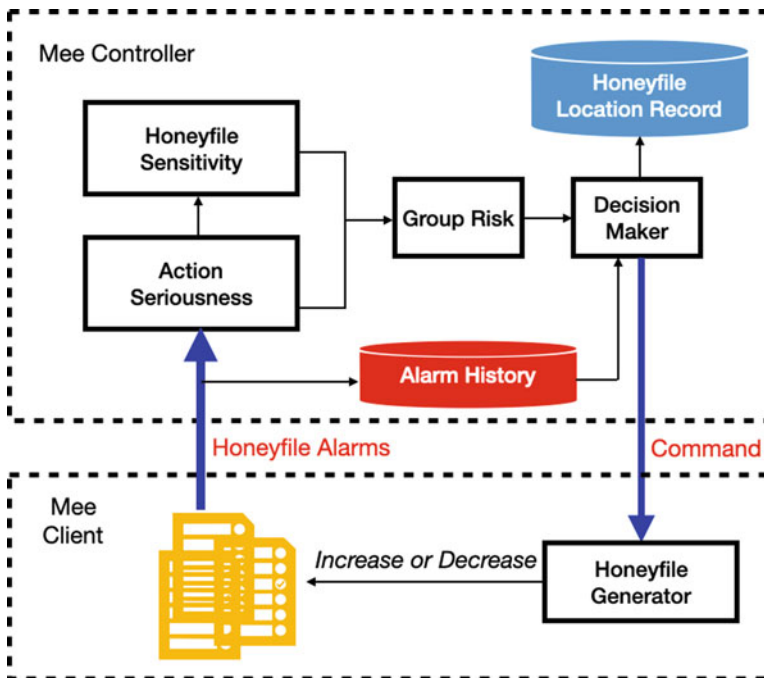 Mee Controller
Honeyfile
Location Record
Honeyfile
Sensitivity
Group Risk
Decision
Maker
Action
Seriousness
Alarm History
Honeyfile Alarms
Command
Mee
Client
Increase or Decrease
Honeyfile
Generator